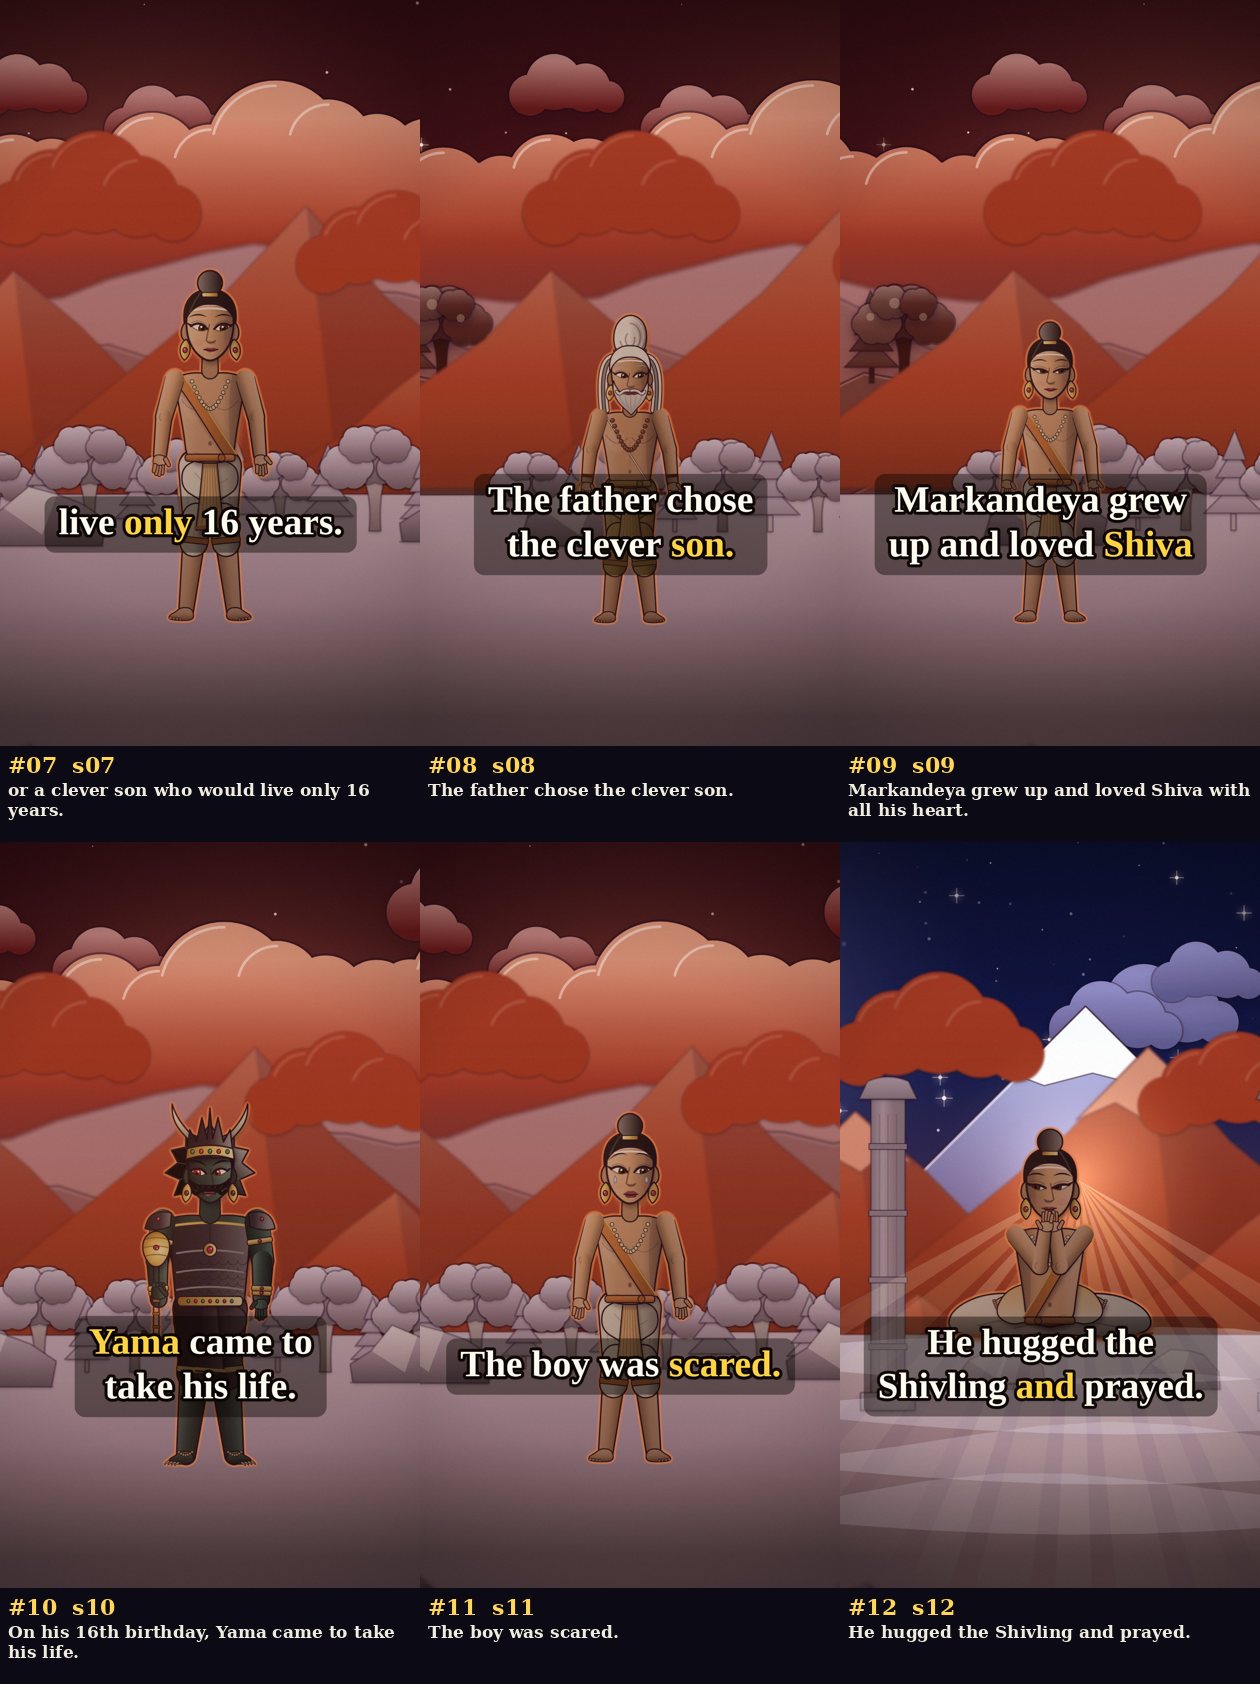 live only 16 years.
#07 s07
or a clever son who would live only 16
years.
The father chose
the clever son.
#08 s08
The father chose the clever son.
Markandeya grew
up and loved Shiva
#09 s09
Markandeya grew up and loved Shiva with
all his heart.
Yama came to
take his life.
#10 s10
On his 16th birthday, Yama came to take
his life.
The boy was scared.
#11 s11
The boy was scared.
He hugged the
Shivling and prayed.
#12 s12
He hugged the Shivling and prayed.